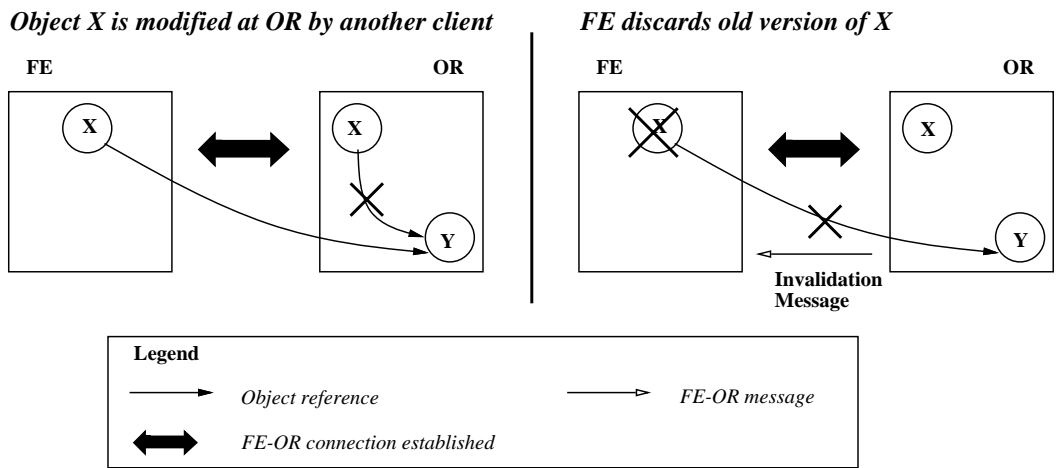 Object X is modified at OR by another client
FE
OR
X
X
Y
FE discards old version of X
FE
OR
X
X
Y
Invalidation
Message
Legend
Object reference
FE-OR message
FE-OR connection established